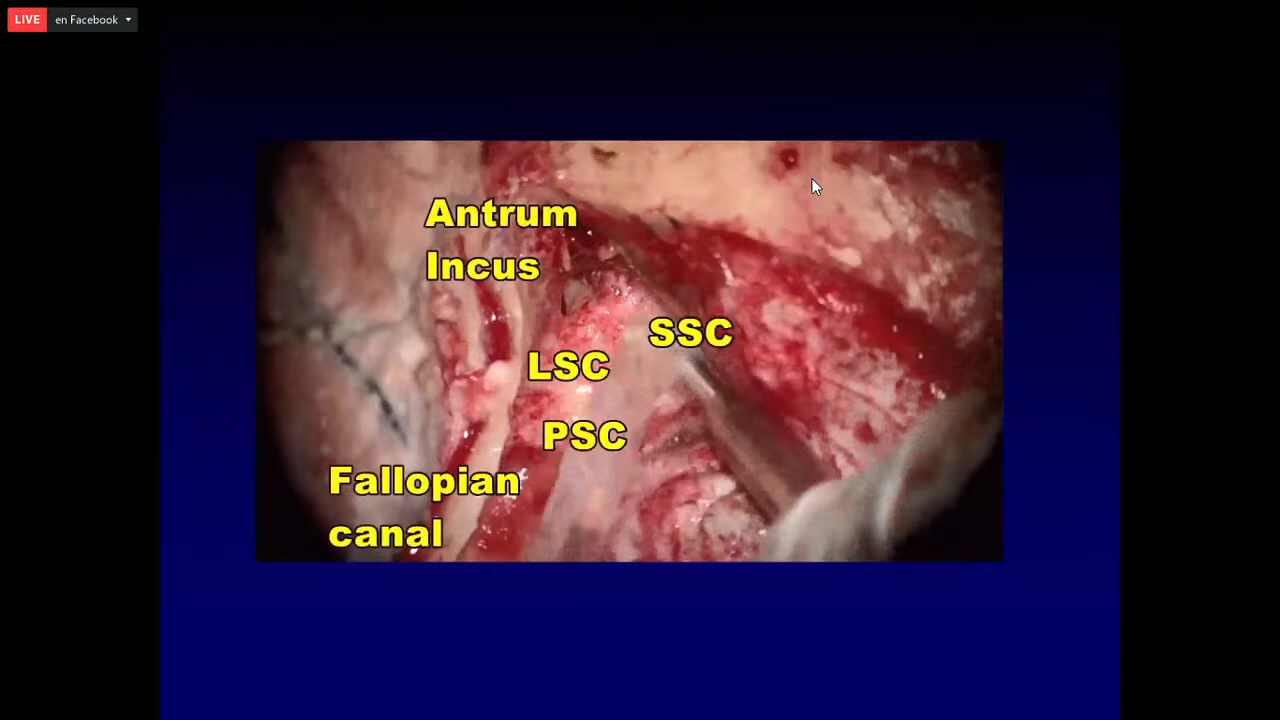 LIVE en Facebook
Antrum
Incus
SSC
LSC
PSC
Fallopian
canal